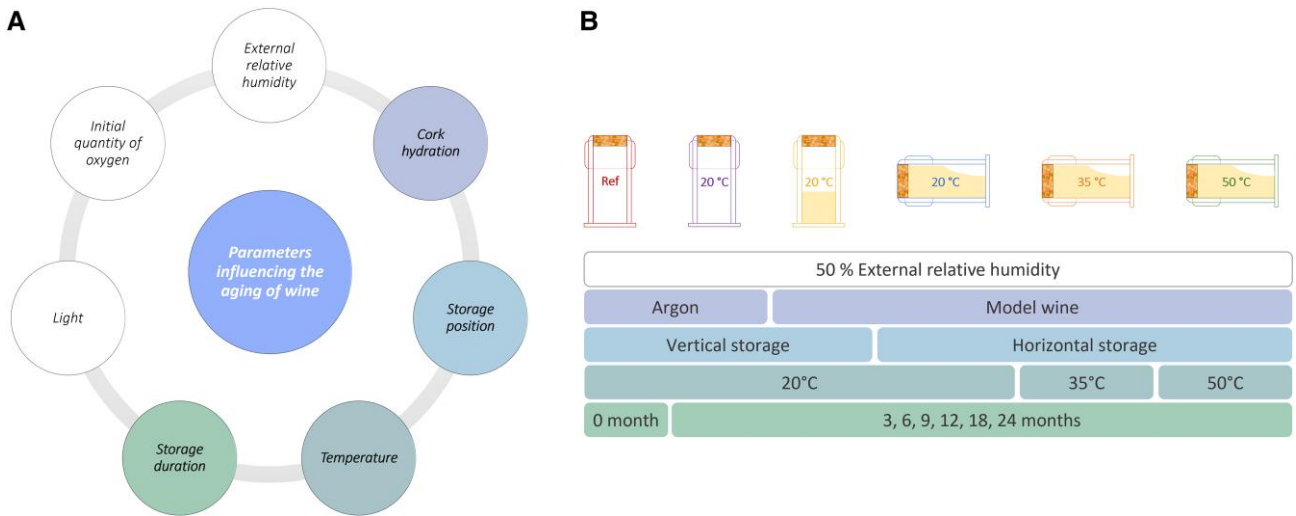 A
External
relative
humidity
Initial
quantity of
oxygen
Cork
hydration
Parameters
influencing the
aging of wine
Light
Storage
position
Storage
duration
Temperature
B
Ref
20 °C
20 °C
20 °C
35 °C
50 °C
50 % External relative humidity
Argon
Model wine
Vertical storage
Horizontal storage
20°C
35°C
50°C
0 month
3, 6, 9, 12, 18, 24 months